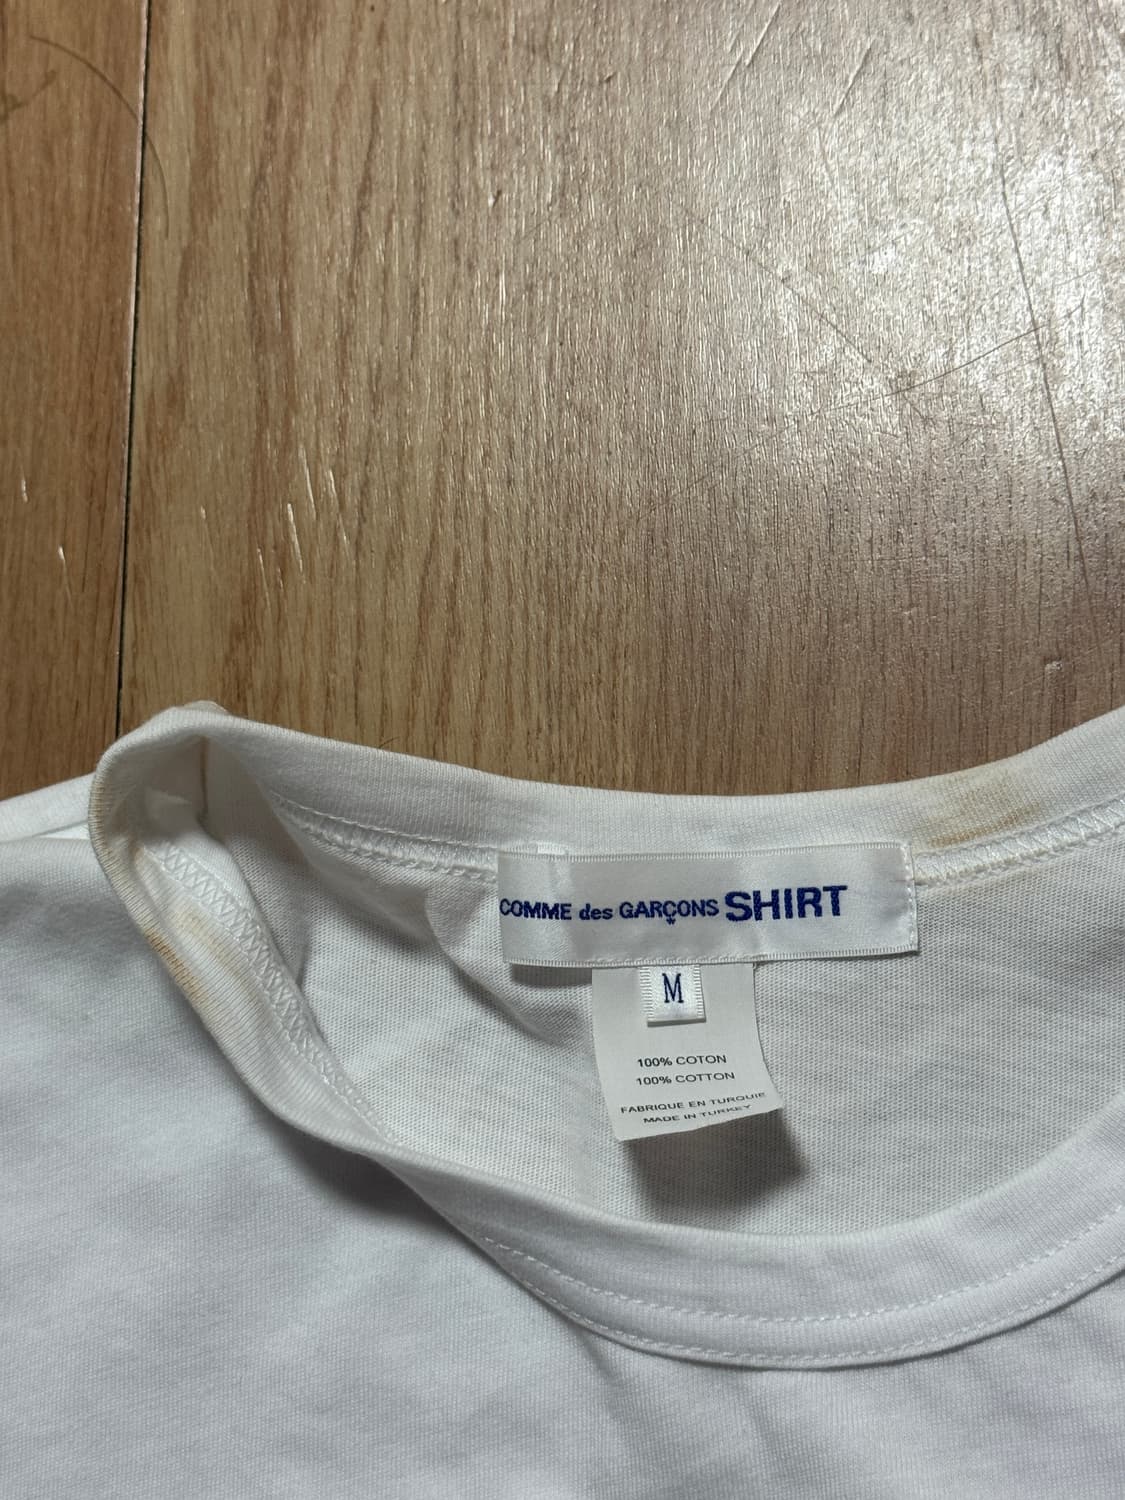 COMME des GARÇONS SHIRT
M
100% COTON
100% COTTON
FABRIQUE EN TURQUIE
MADE IN TURKEY